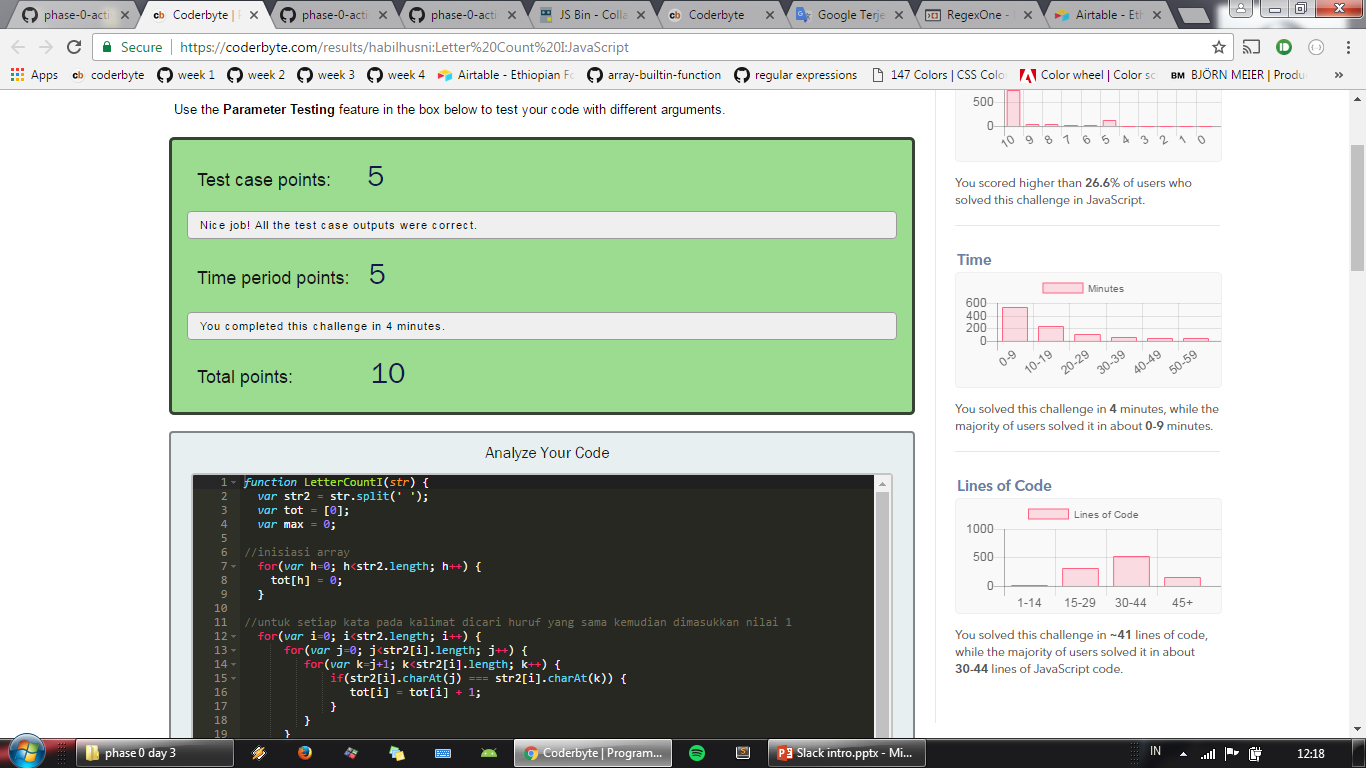 phase-0-acti
Coderbyte |
phase-0-acti
phase-0-acti
JS Bin - Colla
Coderbyte
Google Terje
RegexOne -
Airtable - Eth
Secure
https://coderbyte.com/results/habilhusni:Letter%20Count%20I:JavaScript
Apps
coderbyte
week 1
week 2
week 3
week 4
Airtable - Ethiopian Fo
array-builtin-function
regular expressions
147 Colors | CSS Colo
Color wheel | Color sc
BM BJÖRN MEIER | Produ
»
Use the Parameter Testing feature in the box below to test your code with different arguments.
Test case points: 5
Nice job! All the test case outputs were correct.
Time period points: 5
You completed this challenge in 4 minutes.
Total points: 10
Analyze Your Code
1 function LetterCountI(str) {
2 var str2 = str.split(' ');
3 var tot = [0];
4 var max = 0;
5
6 //inisiasi array
7 for(var h=0; h<str2.length; h++) {
8 tot[h] = 0;
9 }
10
11 //untuk setiap kata pada kalimat dicari huruf yang sama kemudian dimasukkan nilai 1
12 for(var i=0; i<str2.length; i++) {
13 for(var j=0; j<str2[i].length; j++) {
14 for(var k=j+1; k<str2[i].length; k++) {
15 if(str2[i].charAt(j) === str2[i].charAt(k)) {
16 tot[i] = tot[i] + 1;
17 }
18 }
19 }
500
0
10 9 8 7 6 5 4 3 2 1 0
You scored higher than 26.6% of users who
solved this challenge in JavaScript.
Time
Minutes
600
400
200
0
0-9 10-19 20-29 30-39 40-49 50-59
You solved this challenge in 4 minutes, while the
majority of users solved it in about 0-9 minutes.
Lines of Code
Lines of Code
1000
500
0
1-14 15-29 30-44 45+
You solved this challenge in ~41 lines of code,
while the majority of users solved it in about
30-44 lines of JavaScript code.
phase 0 day 3
Coderbyte | Program...
Slack intro.pptx - Mi...
IN
12:18